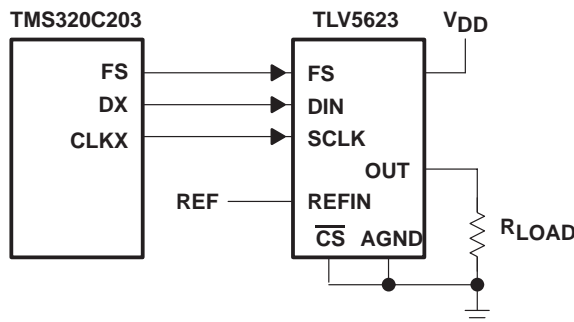 TMS320C203
TLV5623
VDD
FS
FS
DX
DIN
CLKX
SCLK
OUT
REF
REFIN
RLOAD
CS
AGND